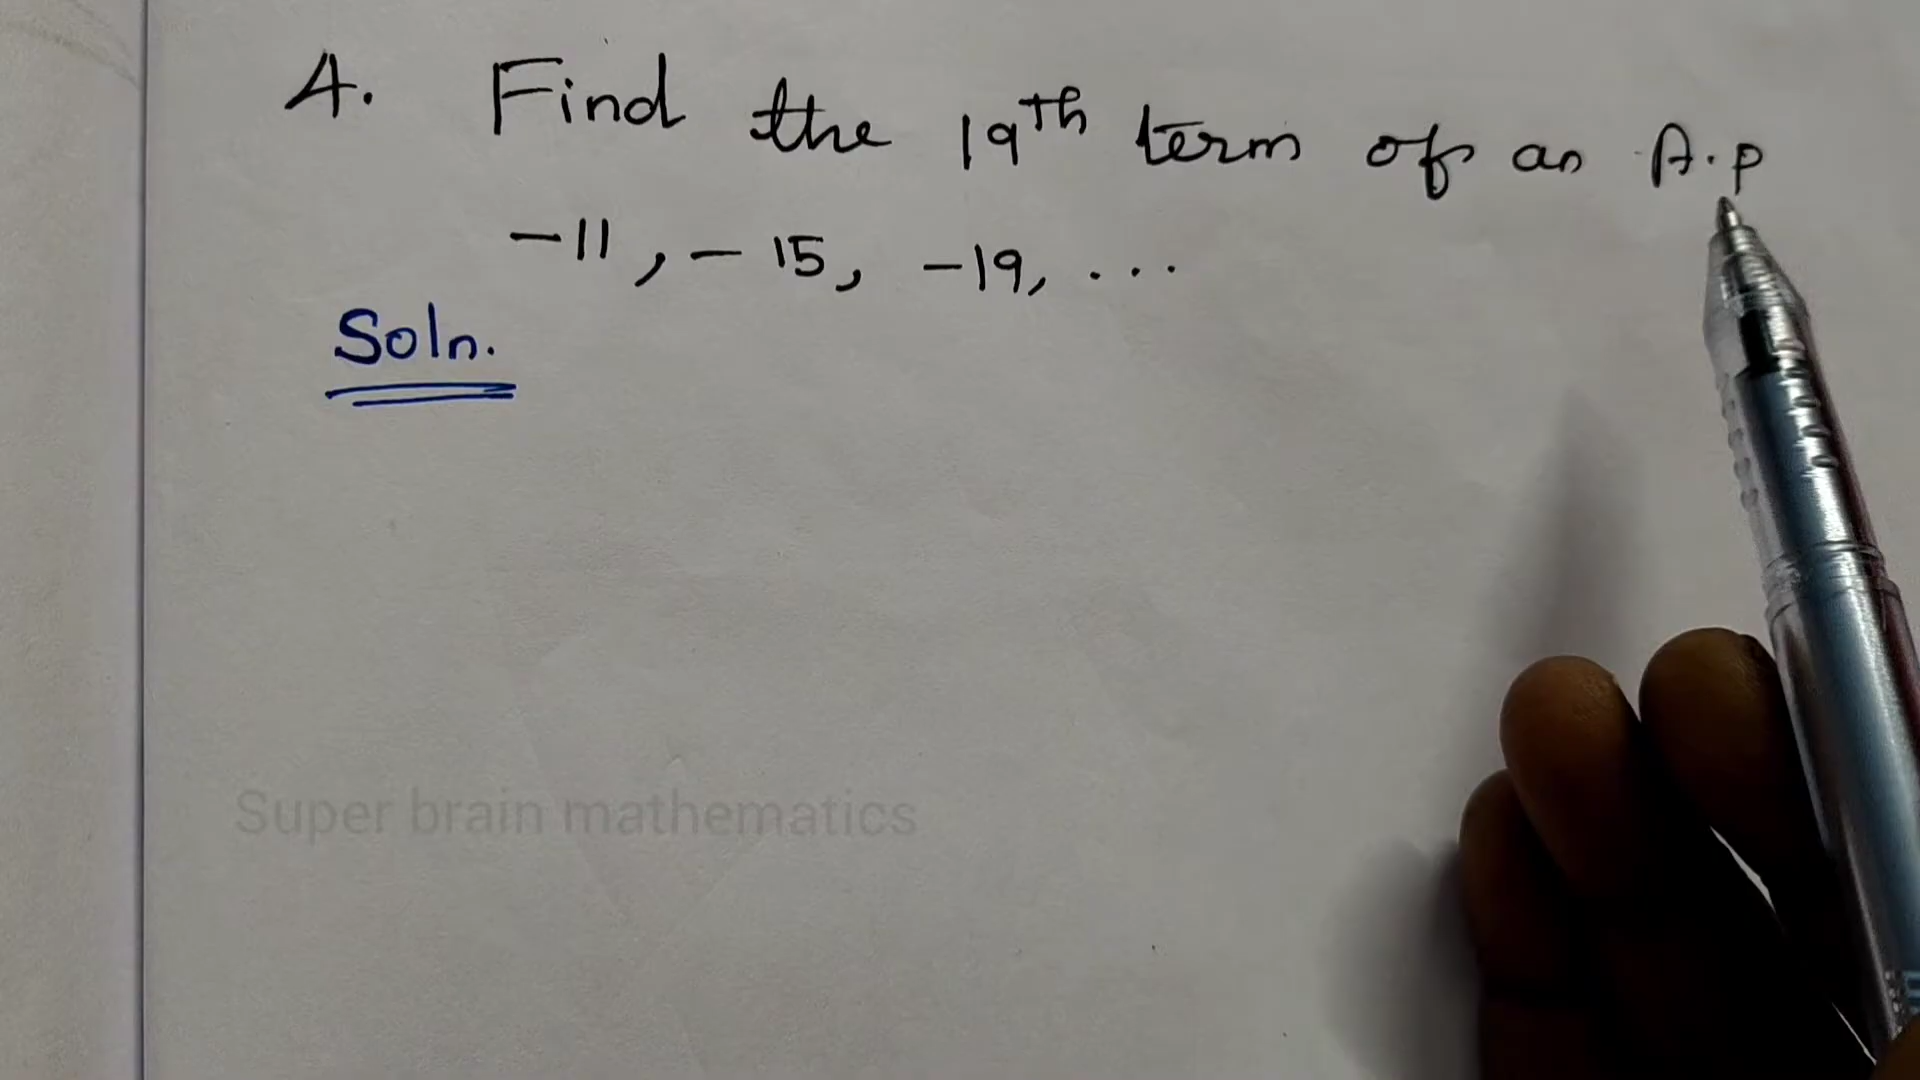 4. Find the 19th term of an A.P
-11, -15, -19, ...
Soln.
Super brain mathematics